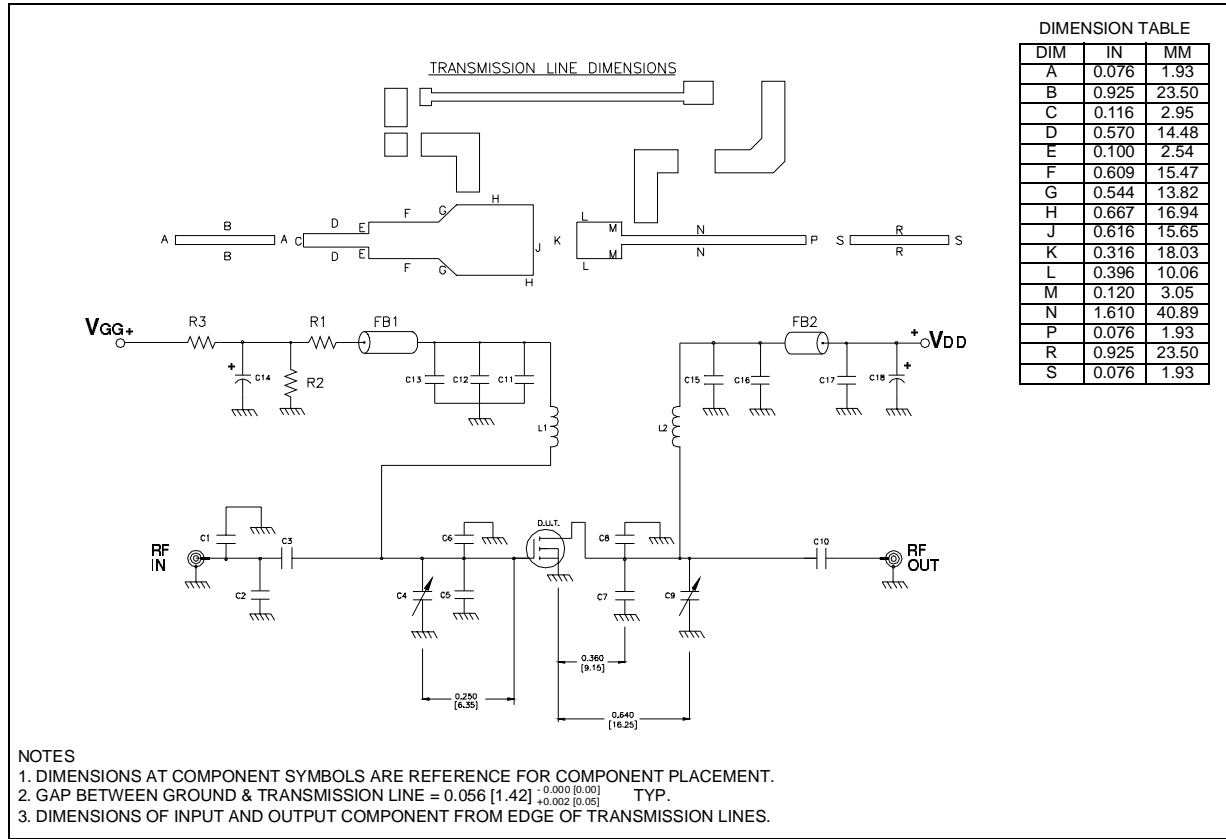 DIMENSION TABLE
DIM IN MM
A 0.076 1.93
B 0.925 23.50
C 0.116 2.95
D 0.570 14.48
E 0.100 2.54
F 0.609 15.47
G 0.544 13.82
H 0.667 16.94
J 0.616 15.65
K 0.316 18.03
L 0.396 10.06
M 0.120 3.05
N 1.610 40.89
P 0.076 1.93
R 0.925 23.50
S 0.076 1.93
TRANSMISSION LINE DIMENSIONS
H
G
F
D
E
B
A
A
C
B
D
E
F
G
H
J
K
L
M
N
P
S
R
S
M
N
R
L
VGG+
R3
R1
FB1
FB2
+
VDD
+
C14
R2
C13
C12
C11
C15
C16
C17
C18
+
L1
L2
D.U.T.
C1
C3
C6
C8
C10
RF
IN
RF
OUT
C2
C4
C5
C7
C9
0.360
[9.15]
0.250
[6.35]
0.640
[16.25]
NOTES
1. DIMENSIONS AT COMPONENT SYMBOLS ARE REFERENCE FOR COMPONENT PLACEMENT.
2. GAP BETWEEN GROUND & TRANSMISSION LINE = 0.056 [1.42] -0.000 [0.00] +0.002 [0.05] TYP.
3. DIMENSIONS OF INPUT AND OUTPUT COMPONENT FROM EDGE OF TRANSMISSION LINES.